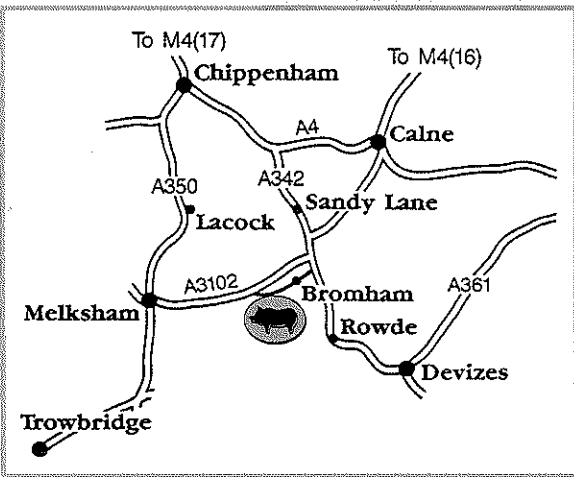 To M4(17)
To M4(16)
Chippenham
A4
Calne
A350
A342
Sandy Lane
Lacock
A3102
Bromham
A361
Melksham
Rowde
Devizes
Trowbridge